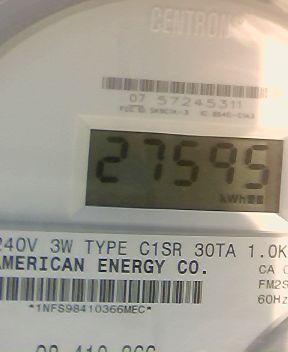 CENTRON
07 57245311
27595
kWh
240V 3W TYPE C1SR 30TA 1.0K
AMERICAN ENERGY CO.
CA
FM2S
60Hz
*1NFS98410366MEC*